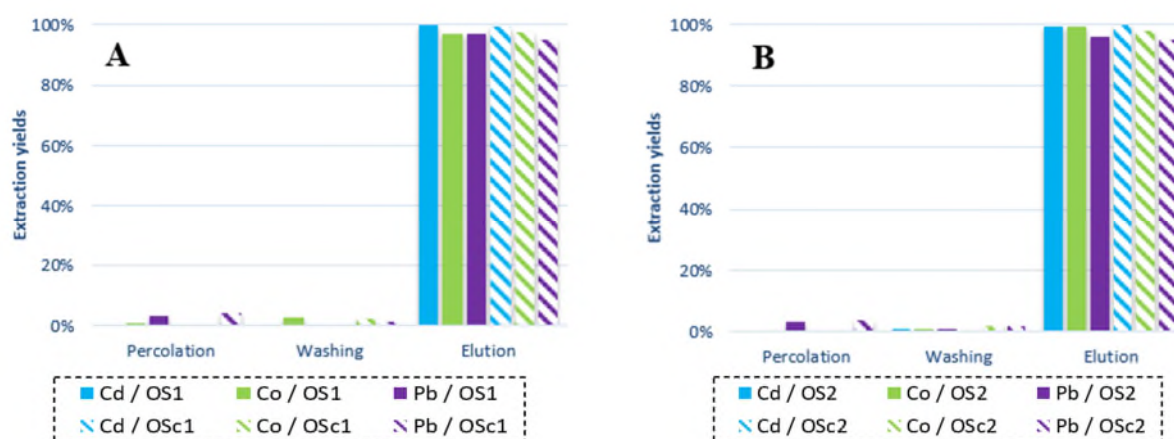 A
Extraction yields
100%
80%
60%
40%
20%
0%
Percolation Washing Elution
Cd / OS1 Co / OS1 Pb / OS1
Cd / OSc1 Co / OSc1 Pb / OSc1
B
Extraction yields
100%
80%
60%
40%
20%
0%
Percolation Washing Elution
Cd / OS2 Co / OS2 Pb / OS2
Cd / OSc2 Co / OSc2 Pb / OSc2